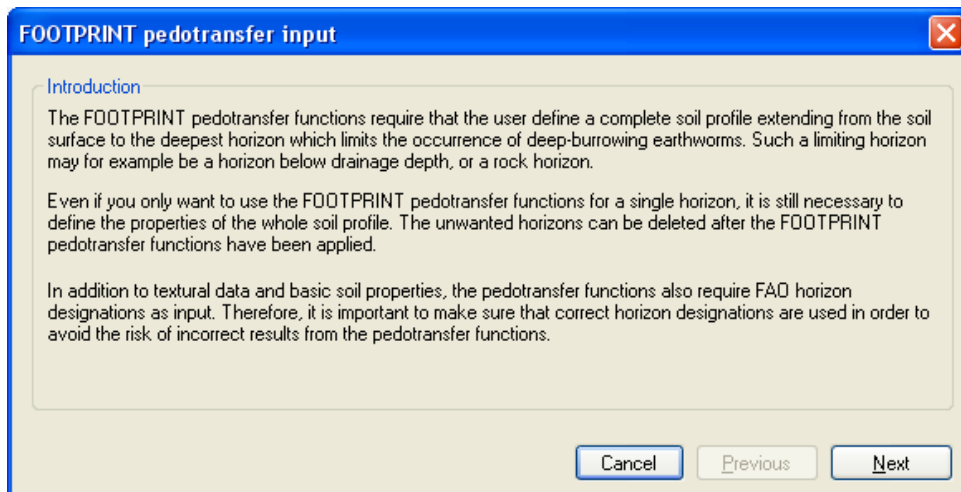 FOOTPRINT pedotransfer input
Introduction
The FOOTPRINT pedotransfer functions require that the user define a complete soil profile extending from the soil
surface to the deepest horizon which limits the occurrence of deep-burrowing earthworms. Such a limiting horizon
may for example be a horizon below drainage depth, or a rock horizon.
Even if you only want to use the FOOTPRINT pedotransfer functions for a single horizon, it is still necessary to
define the properties of the whole soil profile. The unwanted horizons can be deleted after the FOOTPRINT
pedotransfer functions have been applied.
In addition to textural data and basic soil properties, the pedotransfer functions also require FAO horizon
designations as input. Therefore, it is important to make sure that correct horizon designations are used in order to
avoid the risk of incorrect results from the pedotransfer functions.
Cancel Previous Next